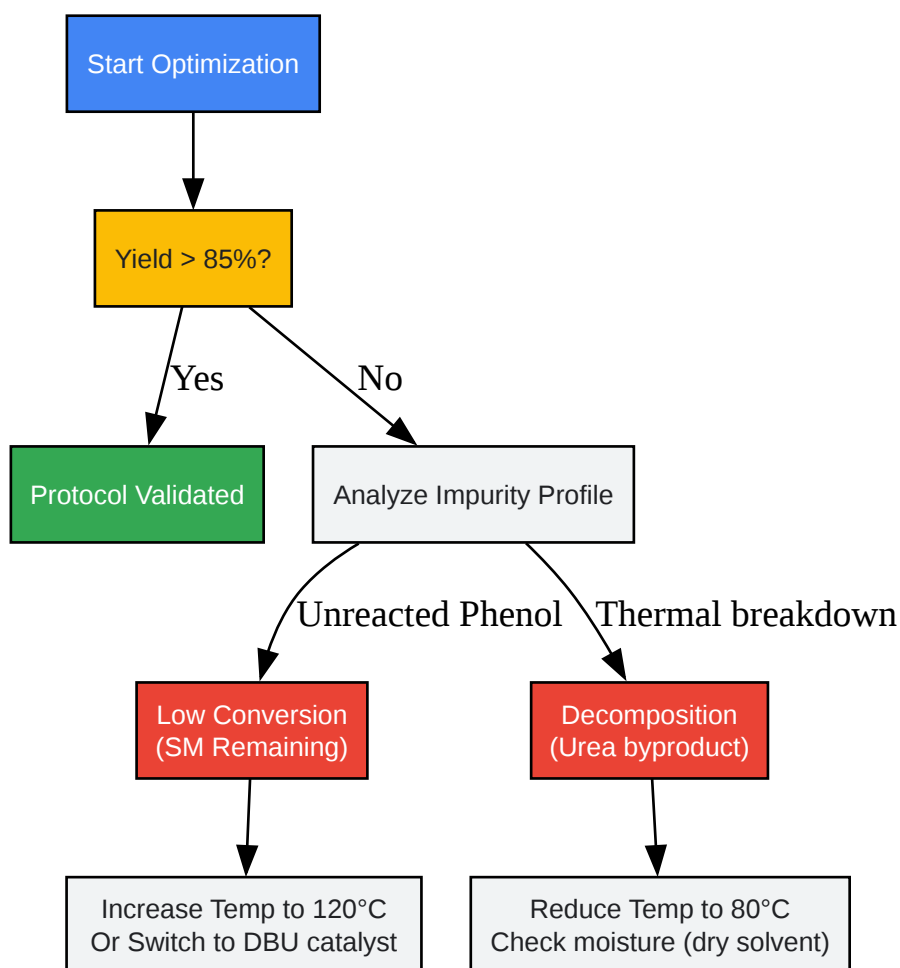 Start Optimization
Yield > 85%?
Yes
No
Protocol Validated
Analyze Impurity Profile
Unreacted Phenol
Thermal breakdown
Low Conversion
(SM Remaining)
Decomposition
(Urea byproduct)
Increase Temp to 120°C
Or Switch to DBU catalyst
Reduce Temp to 80°C
Check moisture (dry solvent)